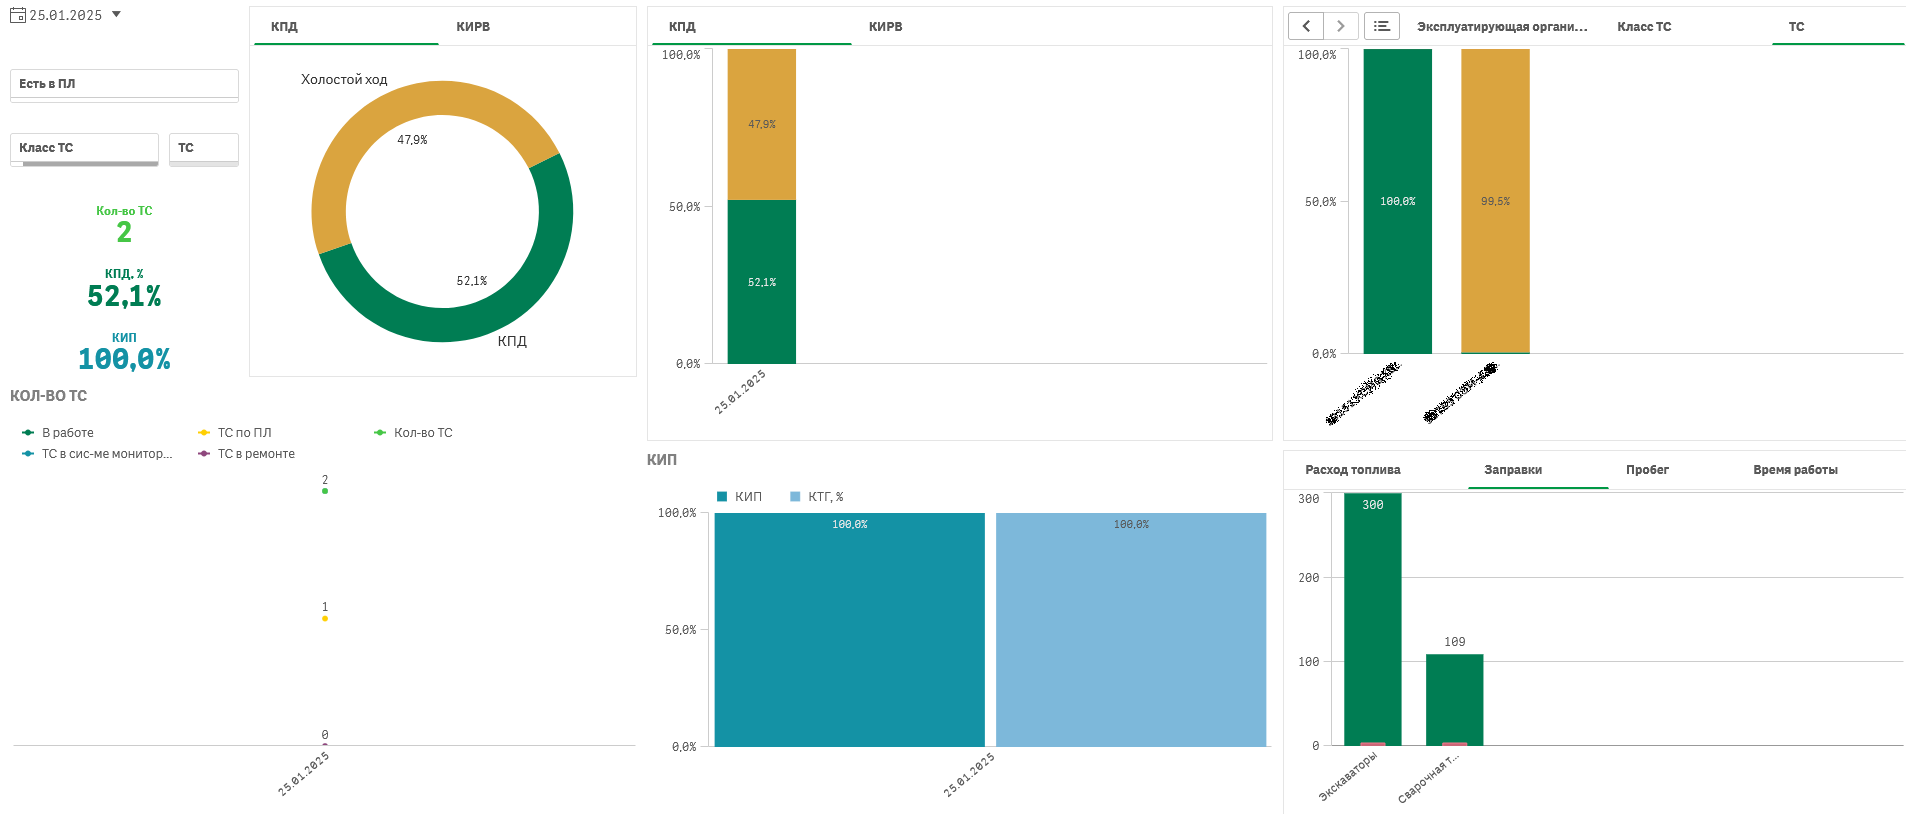 25.01.2025
Есть в ПЛ
Класс ТС
ТС
Кол-во ТС
2
КПД, %
52,1%
КИП
100,0%
КПД
КИРВ
Холостой ход
47,9%
52,1%
КПД
КПД
КИРВ
100,0%
47,9%
50,0%
52,1%
0,0%
25.01.2025
Эксплуатирующая органи...
Класс ТС
ТС
100,0%
50,0%
100,0%
99,5%
0,0%
КОЛ-ВО ТС
В работе
ТС по ПЛ
Кол-во ТС
ТС в сис-ме монитор...
ТС в ремонте
2
1
0
25.01.2025
КИП
КИП
КТГ, %
100,0%
100,0%
100,0%
50,0%
0,0%
25.01.2025
Расход топлива
Заправки
Пробег
Время работы
300
300
200
109
100
0
Экскаваторы
Сварочная т...